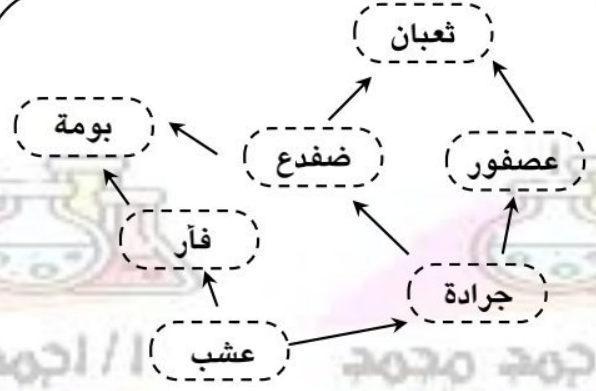 ثعبان
بومة
ضفدع
عصفور
فأر
جرادة
عشب